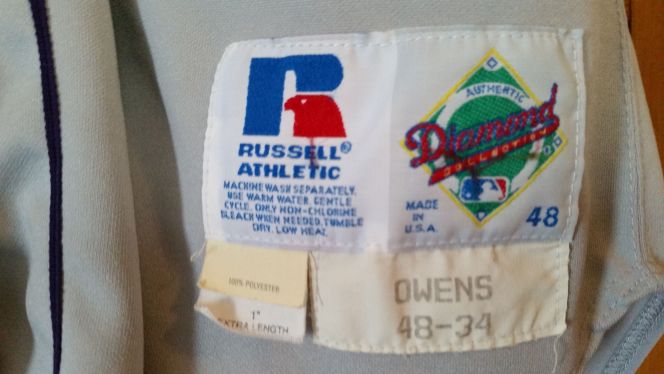 RUSSELL®
ATHLETIC
MACHINE WASH SEPARATELY.
USE WARM WATER, GENTLE
CYCLE. ONLY NON-CHLORINE
BLEACH WHEN NEEDED. TUMBLE
DRY. LOW HEAT.
AUTHENTIC
Diamond
COLLECTION
MADE
IN
U.S.A.
48
100% POLYESTER
1"
EXTRA LENGTH
OWENS
48-34